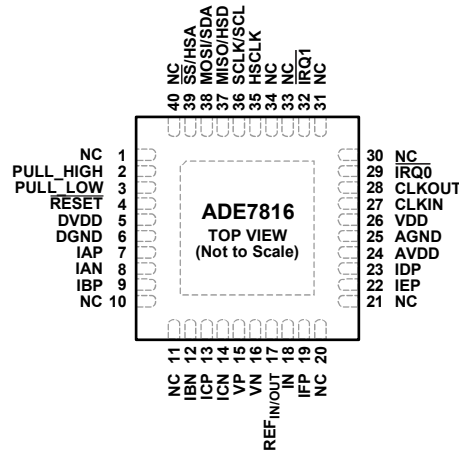 40 NC
39 SS/HSA
38 MOSI/SDA
37 MISO/HSD
36 SCLK/SCL
35 HSCLK
34 NC
33 NC
32 IRQ1
31 NC
NC 1
PULL_HIGH 2
PULL_LOW 3
RESET 4
DVDD 5
DGND 6
IAP 7
IAN 8
IBP 9
NC 10
ADE7816
TOP VIEW
(Not to Scale)
30 NC
29 IRQ0
28 CLKOUT
27 CLKIN
26 VDD
25 AGND
24 AVDD
23 IDP
22 IEP
21 NC
NC 11
IBN 12
ICP 13
ICN 14
VP 15
VN 16
REFIN/OUT 17
IN 18
IFP 19
NC 20